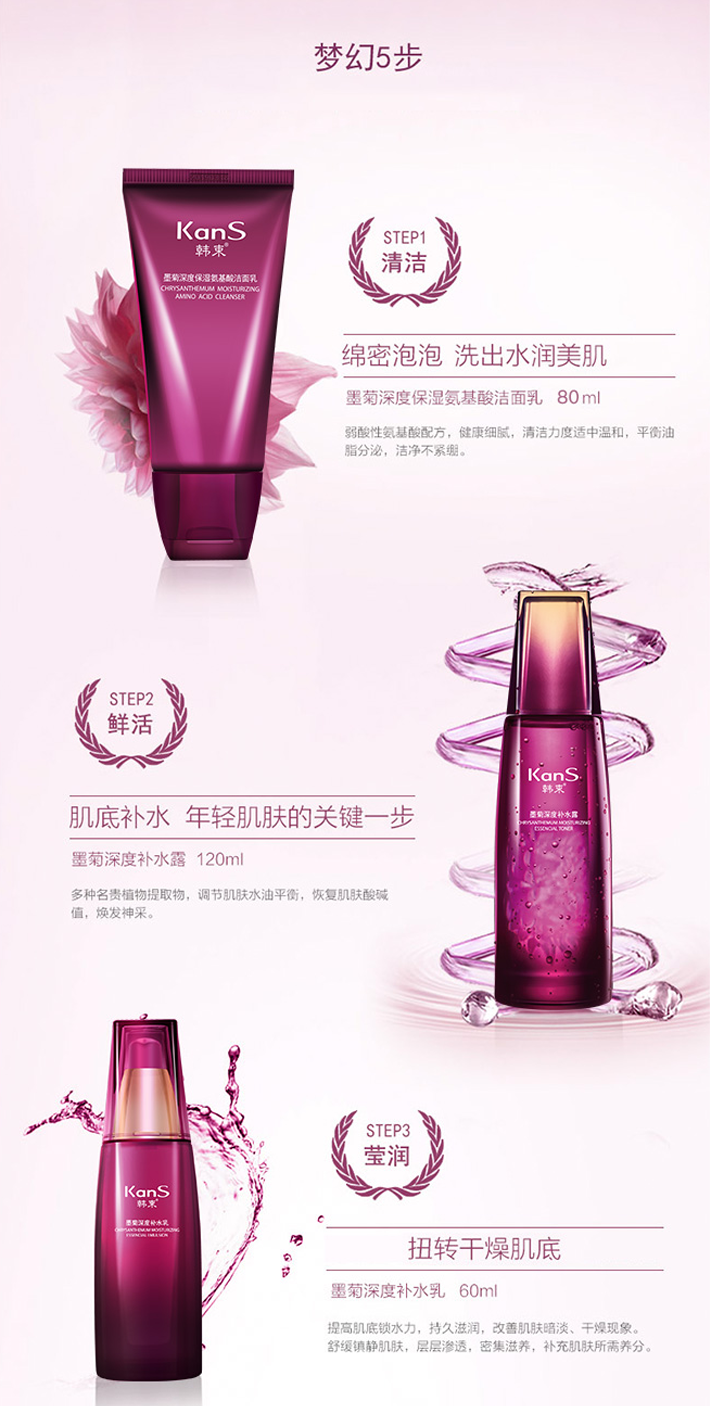 梦幻5步
KanS
韩束®
墨菊深度保湿氨基酸洁面乳
CHRYSANTHEMUM MOISTURIZING
AMINO ACID CLEANSER
STEP1
清洁
绵密泡泡 洗出水润美肌
墨菊深度保湿氨基酸洁面乳 80ml
弱酸性氨基酸配方，健康细腻，清洁力度适中温和，平衡油
脂分泌，洁净不紧绷。
STEP2
鲜活
肌底补水 年轻肌肤的关键一步
墨菊深度补水露 120ml
多种名贵植物提取物，调节肌肤水油平衡，恢复肌肤酸碱
值，焕发神采。
KanS
韩束®
墨菊深度补水露
CHRYSANTHEMUM MOISTURIZING
ESSENCIAL TONER
KanS
韩束®
墨菊深度补水乳
CHRYSANTHEMUM MOISTURIZING
ESSENCIAL EMULSION
STEP3
莹润
扭转干燥肌底
墨菊深度补水乳 60ml
提高肌底锁水力，持久滋润，改善肌肤暗淡、干燥现象。
舒缓镇静肌肤，层层渗透，密集滋养，补充肌肤所需养分。